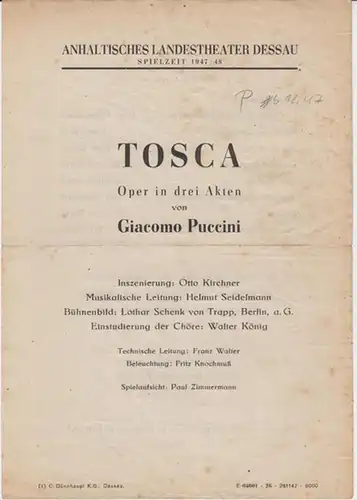 ANHALTISCHES LANDESTHEATER DESSAU
SPIELZEIT 1947/48
TOSCA
Oper in drei Akten
von
Giacomo Puccini
Inszenierung: Otto Kirchner
Musikalische Leitung: Helmut Seidelmann
Bühnenbild: Lothar Schenk von Trapp, Berlin, a. G.
Einstudierung der Chöre: Walter König
Technische Leitung: Franz Walter
Beleuchtung: Fritz Knochmuß
Spielaufsicht: Paul Zimmermann
C. Dünnhaupt K.G., Dessau.